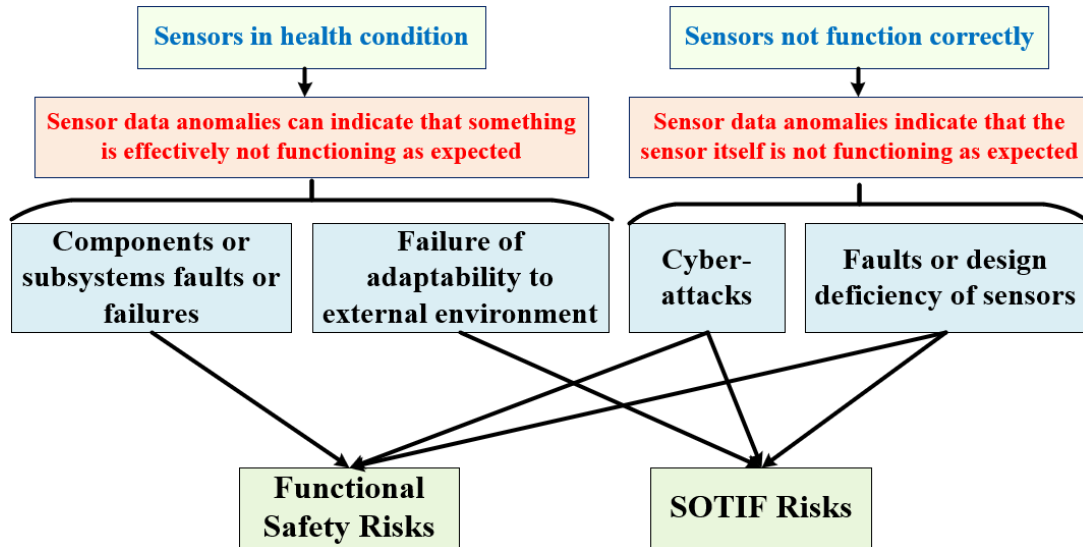 Sensors in health condition
Sensors not function correctly
Sensor data anomalies can indicate that something
is effectively not functioning as expected
Sensor data anomalies indicate that the
sensor itself is not functioning as expected
Components or
subsystems faults or
failures
Failure of
adaptability to
external environment
Cyber-
attacks
Faults or design
deficiency of sensors
Functional
Safety Risks
SOTIF Risks